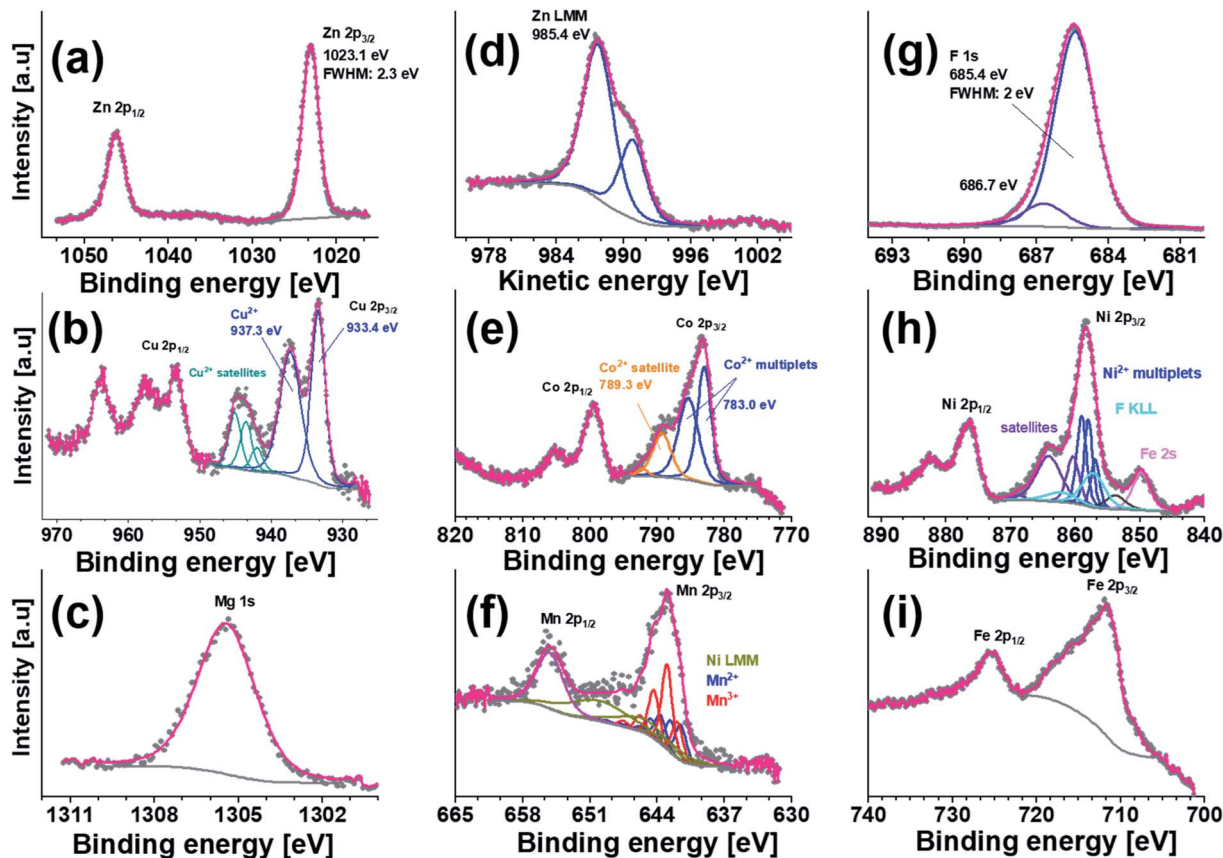 (a)
Zn 2p1/2
Zn 2p3/2
1023.1 eV
FWHM: 2.3 eV
Intensity [a.u]
1050 1040 1030 1020
Binding energy [eV]
(d)
Zn LMM
985.4 eV
978 984 990 996 1002
Kinetic energy [eV]
(g)
F 1s
685.4 eV
FWHM: 2 eV
686.7 eV
693 690 687 684 681
Binding energy [eV]
(b)
Cu 2p1/2
Cu2+ satellites
Cu2+
937.3 eV
Cu 2p3/2
933.4 eV
Intensity [a.u]
970 960 950 940 930
Binding energy [eV]
(e)
Co 2p1/2
Co2+ satellite
789.3 eV
Co 2p3/2
Co2+ multiplets
783.0 eV
820 810 800 790 780 770
Binding energy [eV]
(h)
Ni 2p1/2
satellites
Ni 2p3/2
Ni2+ multiplets
F KLL
Fe 2s
890 880 870 860 850 840
Binding energy [eV]
(c)
Mg 1s
Intensity [a.u]
1311 1308 1305 1302
Binding energy [eV]
(f)
Mn 2p1/2
Mn 2p3/2
Ni LMM
Mn2+
Mn3+
665 658 651 644 637 630
Binding energy [eV]
(i)
Fe 2p1/2
Fe 2p3/2
740 730 720 710 700
Binding energy [eV]